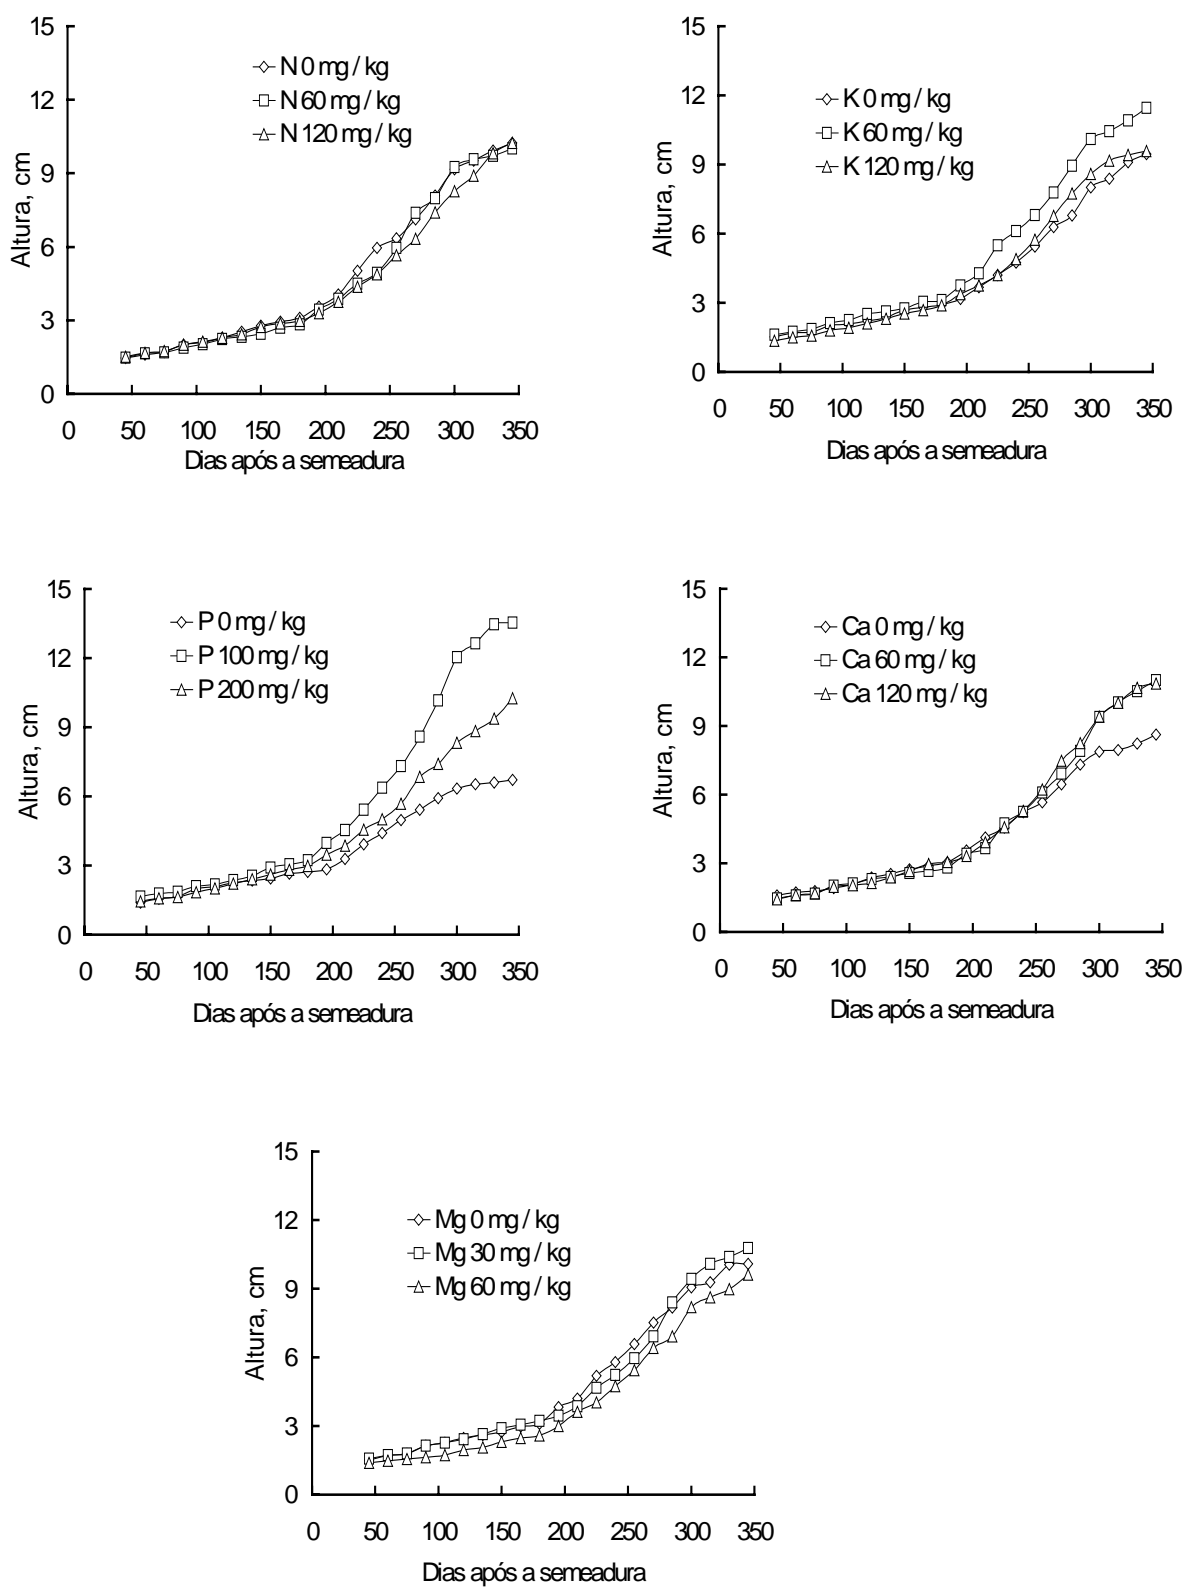 15
12
9
6
3
0
Altura, cm
N 0 mg / kg
N 60 mg / kg
N 120 mg / kg
0 50 100 150 200 250 300 350
Dias após a semeadura
15
12
9
6
3
0
Altura, cm
K 0 mg / kg
K 60 mg / kg
K 120 mg / kg
0 50 100 150 200 250 300 350
Dias após a semeadura
15
12
9
6
3
0
Altura, cm
P 0 mg / kg
P 100 mg / kg
P 200 mg / kg
0 50 100 150 200 250 300 350
Dias após a semeadura
15
12
9
6
3
0
Altura, cm
Ca 0 mg / kg
Ca 60 mg / kg
Ca 120 mg / kg
0 50 100 150 200 250 300 350
Dias após a semeadura
15
12
9
6
3
0
Altura, cm
Mg 0 mg / kg
Mg 30 mg / kg
Mg 60 mg / kg
0 50 100 150 200 250 300 350
Dias após a semeadura